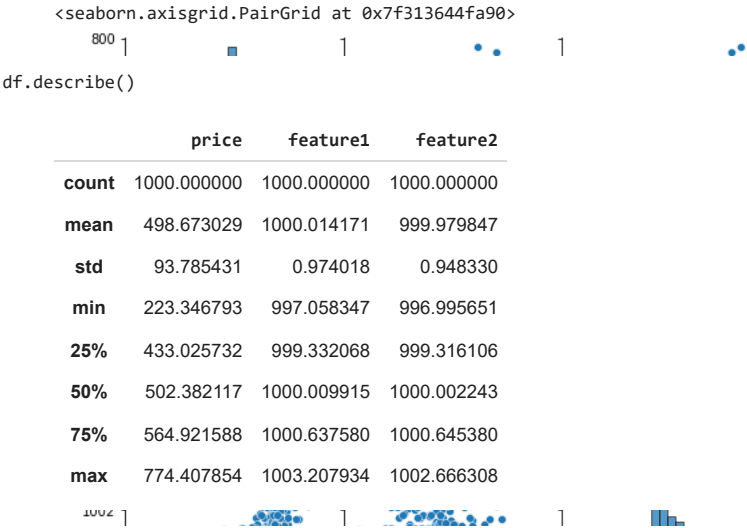 <seaborn.axisgrid.PairGrid at 0x7f313644fa90>
800
df.describe()
price feature1 feature2
count 1000.000000 1000.000000 1000.000000
mean 498.673029 1000.014171 999.979847
std 93.785431 0.974018 0.948330
min 223.346793 997.058347 996.995651
25% 433.025732 999.332068 999.316106
50% 502.382117 1000.009915 1000.002243
75% 564.921588 1000.637580 1000.645380
max 774.407854 1003.207934 1002.666308
1002